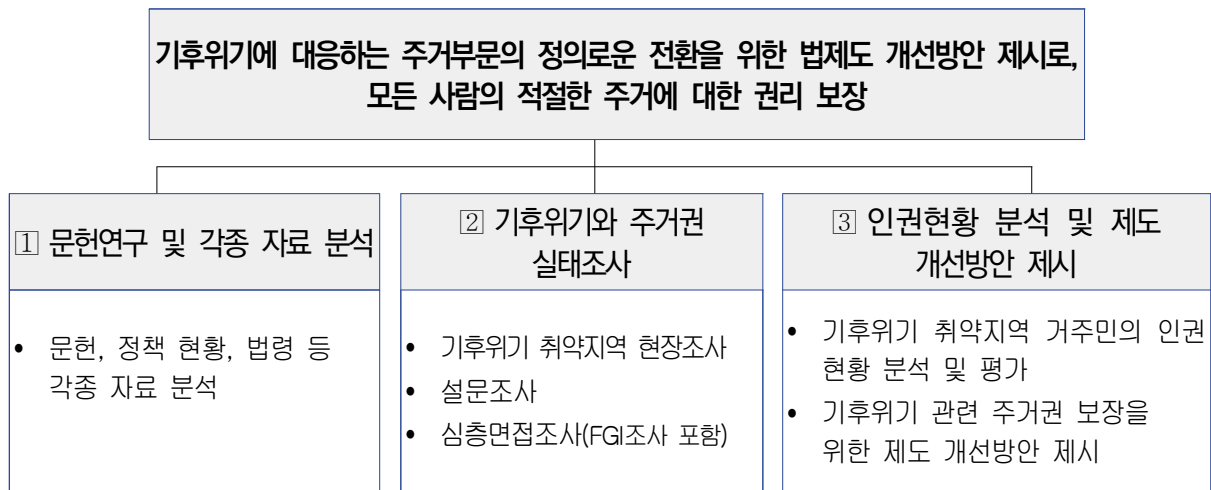 기후위기에 대응하는 주거부문의 정의로운 전환을 위한 법제도 개선방안 제시로,
모든 사람의 적절한 주거에 대한 권리 보장
1 문헌연구 및 각종 자료 분석
• 문헌, 정책 현황, 법령 등
각종 자료 분석
2 기후위기와 주거권
실태조사
• 기후위기 취약지역 현장조사
• 설문조사
• 심층면접조사(FGI조사 포함)
3 인권현황 분석 및 제도
개선방안 제시
• 기후위기 취약지역 거주민의 인권
현황 분석 및 평가
• 기후위기 관련 주거권 보장을
위한 제도 개선방안 제시